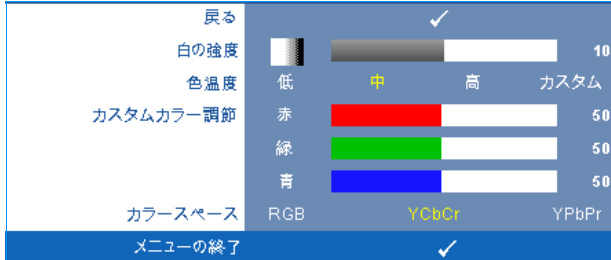 戻る
白の強度 10
色温度 低 中 高 カスタム
カスタムカラー調節 赤 50
緑 50
青 50
カラースペース RGB YCbCr YPbPr
メニューの終了